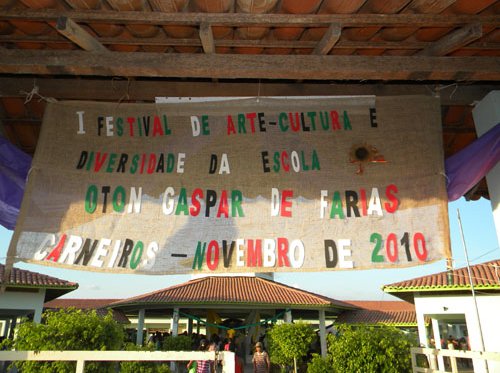 I FESTIVAL DE ARTE-CULTURA E
DIVERSIDADE DA ESCOLA
OTON GASPAR DE FARIAS
CARNEIROS - NOVEMBRO DE 2010